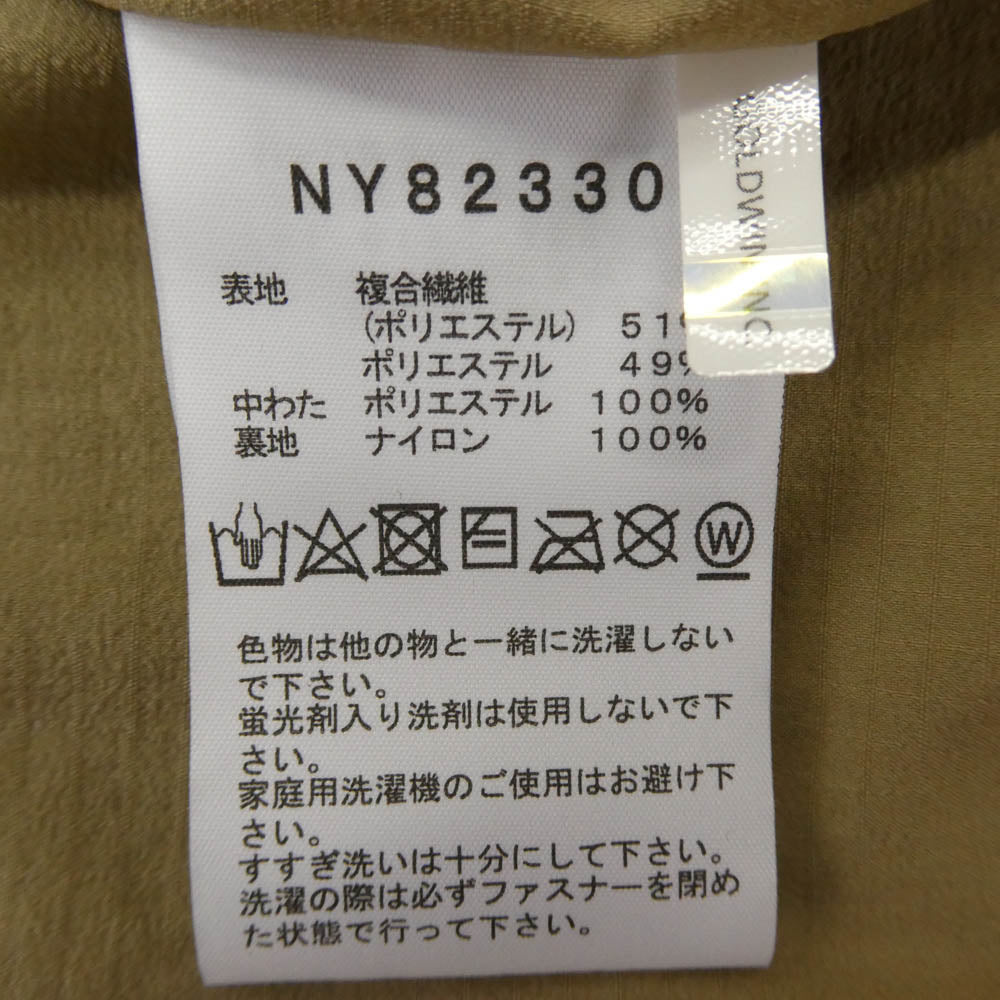 NY82330
表地 複合繊維
(ポリエステル) 51%
ポリエステル 49%
中わた ポリエステル 100%
裏地 ナイロン 100%
W
色物は他の物と一緒に洗濯しない
で下さい。
蛍光剤入り洗剤は使用しないで下
さい。
家庭用洗濯機のご使用はお避け下
さい。
すすぎ洗いは十分にして下さい。
洗濯の際は必ずファスナーを閉め
た状態で行って下さい。